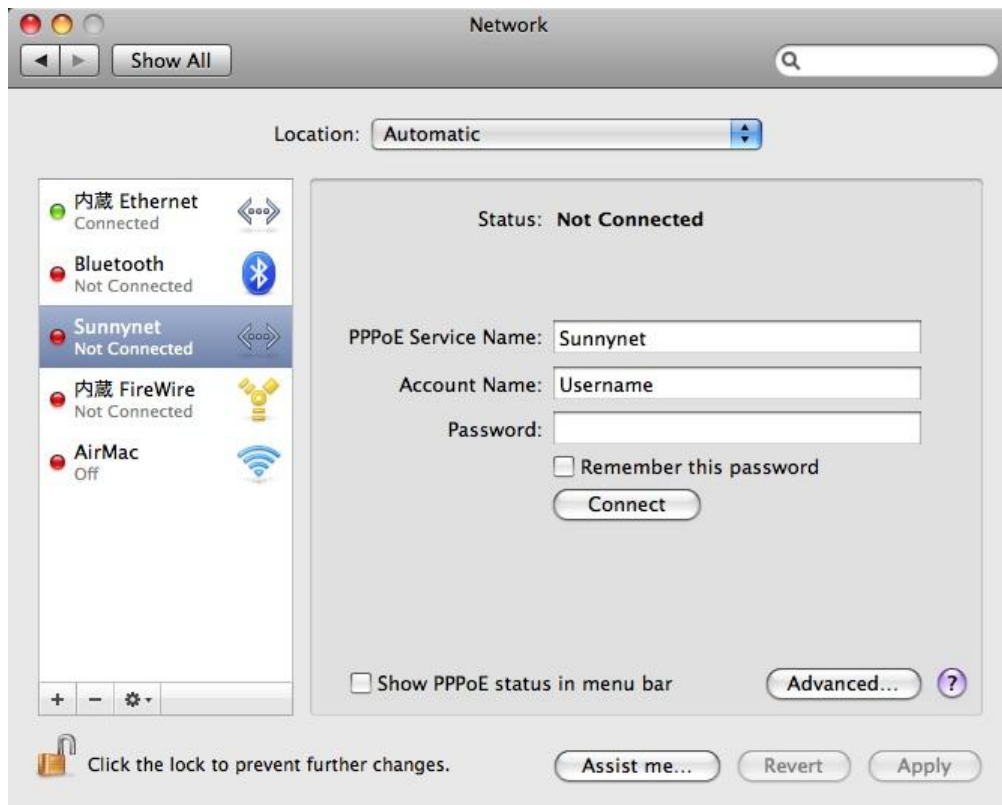 Network
Show All
Location: Automatic
内蔵 Ethernet
Connected
Bluetooth
Not Connected
Sunnynet
Not Connected
内蔵 FireWire
Not Connected
AirMac
Off
Status: Not Connected
PPPoE Service Name: Sunnynet
Account Name: Username
Password:
Remember this password
Connect
Show PPPoE status in menu bar
Advanced... ?
Click the lock to prevent further changes.
Assist me... Revert Apply